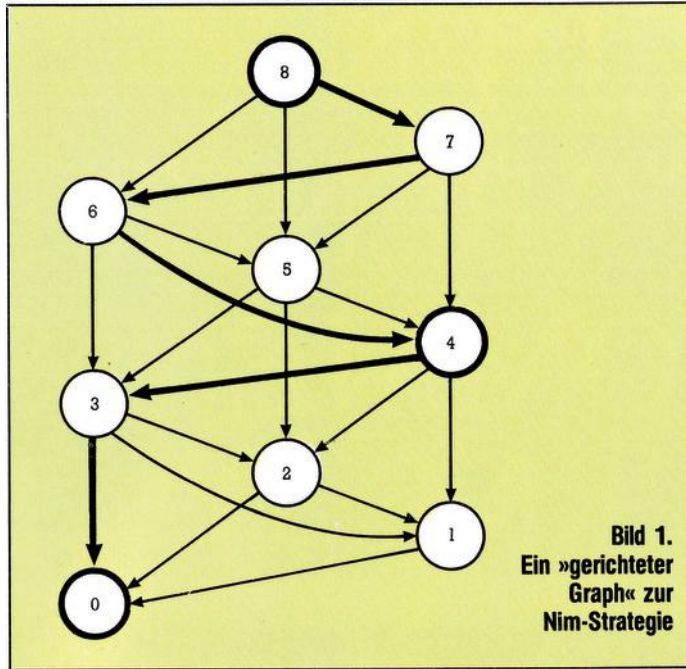 8
7
6
5
4
3
2
1
0
Bild 1.
Ein »gerichteter
Graph« zur
Nim-Strategie